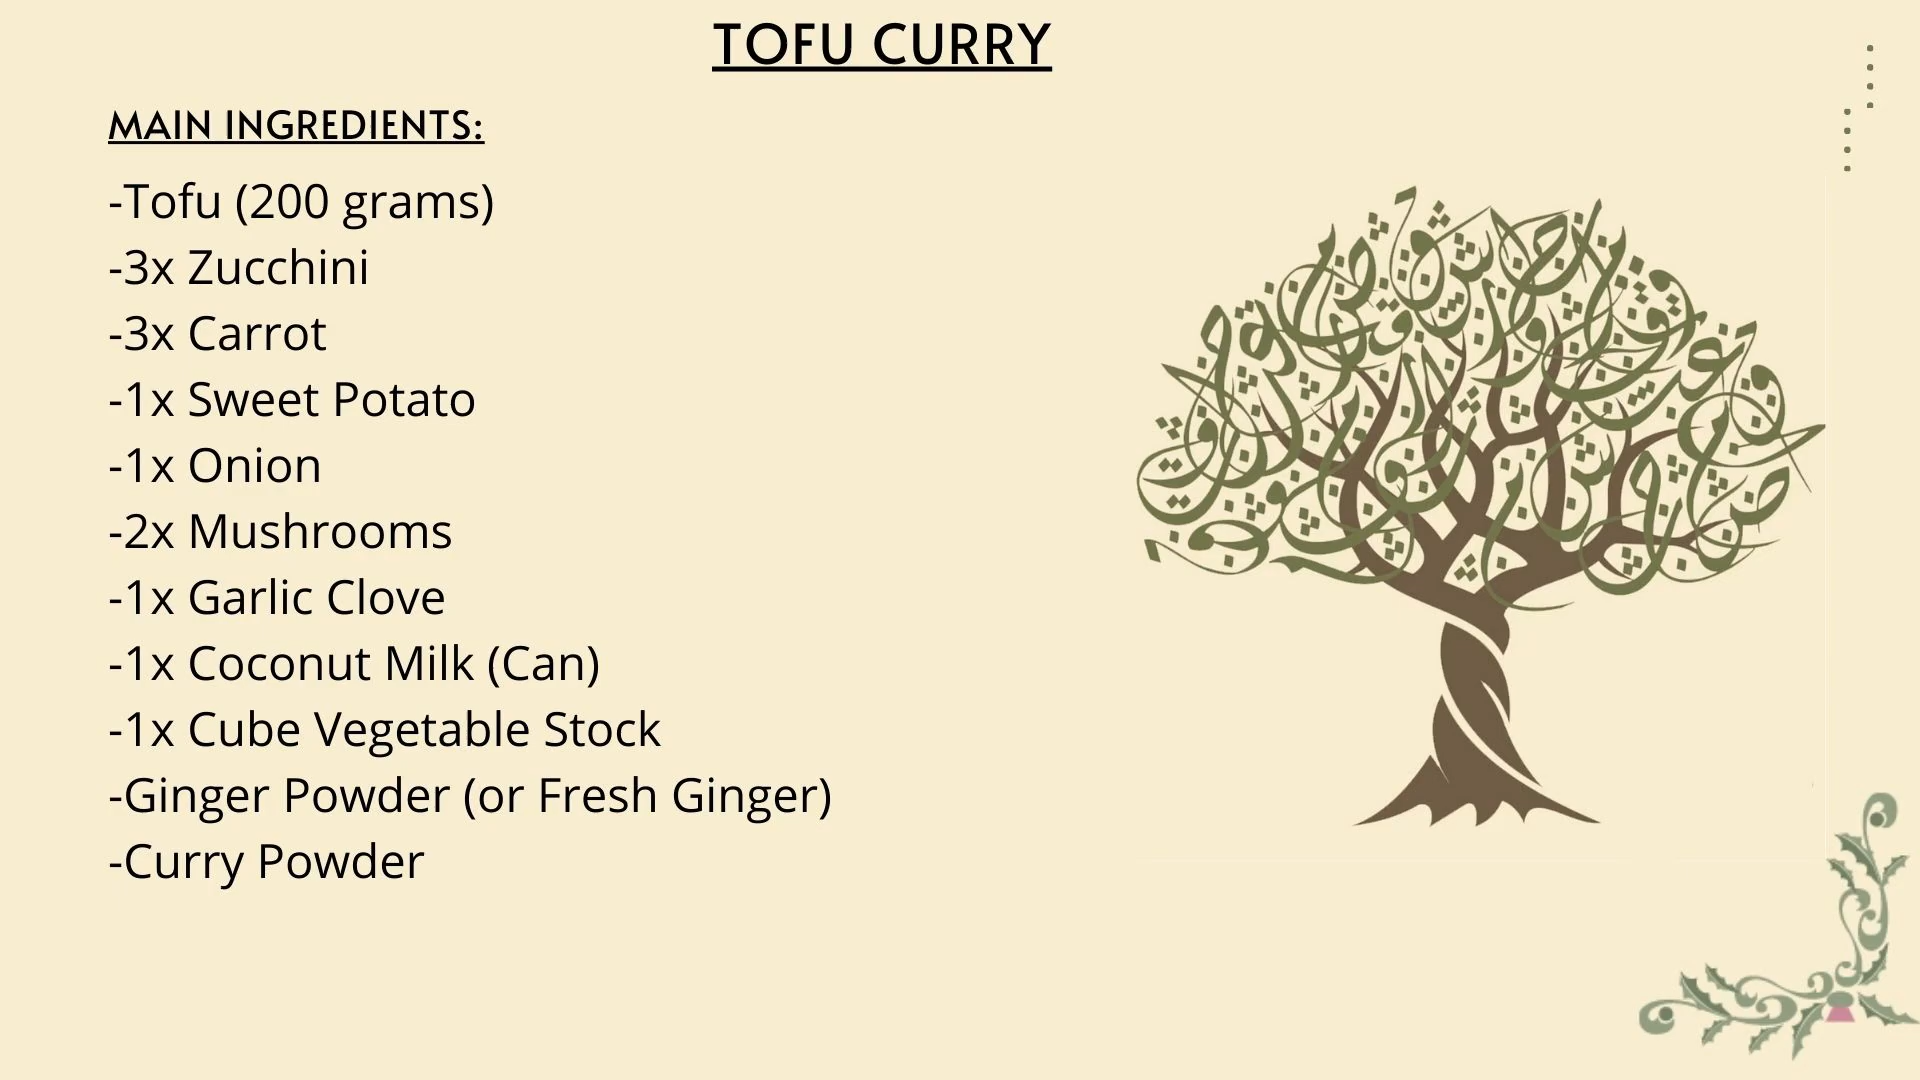 TOFU CURRY
MAIN INGREDIENTS:
-Tofu (200 grams)
-3x Zucchini
-3x Carrot
-1x Sweet Potato
-1x Onion
-2x Mushrooms
-1x Garlic Clove
-1x Coconut Milk (Can)
-1x Cube Vegetable Stock
-Ginger Powder (or Fresh Ginger)
-Curry Powder